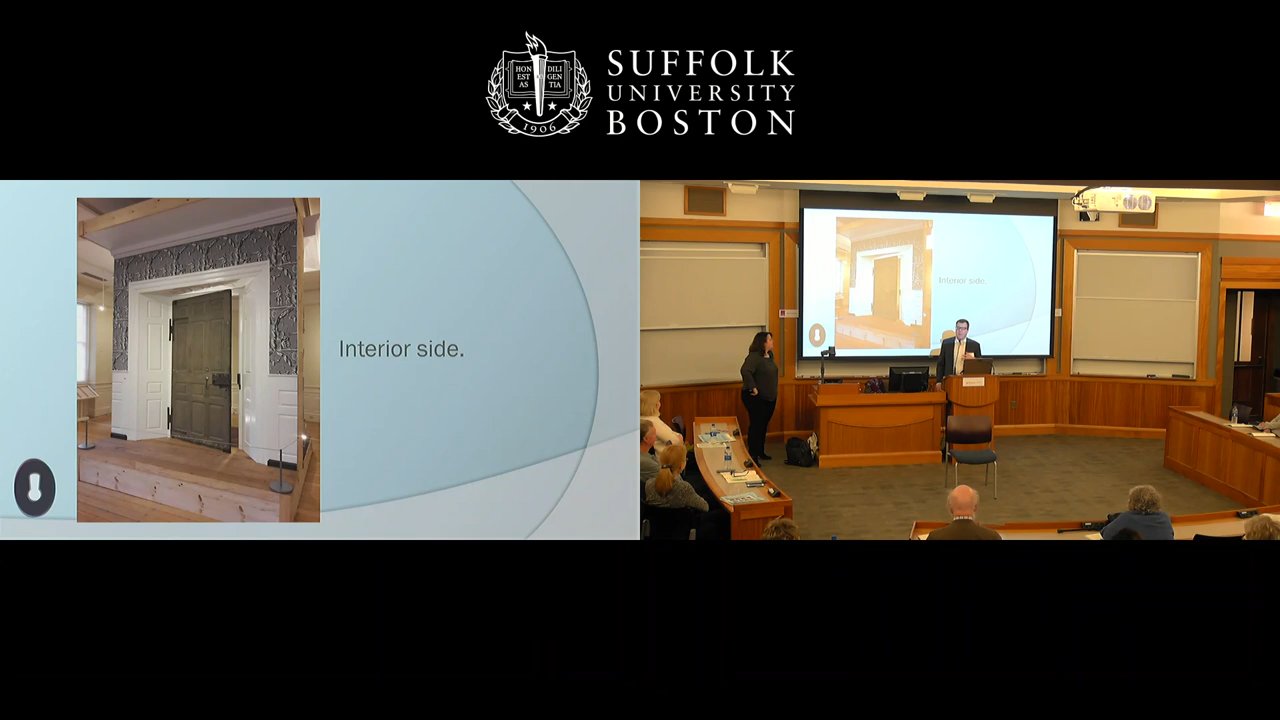 HON
EST
AS
DILI
GEN
TIA
1906
SUFFOLK
UNIVERSITY
BOSTON
Interior side.
Interior side.